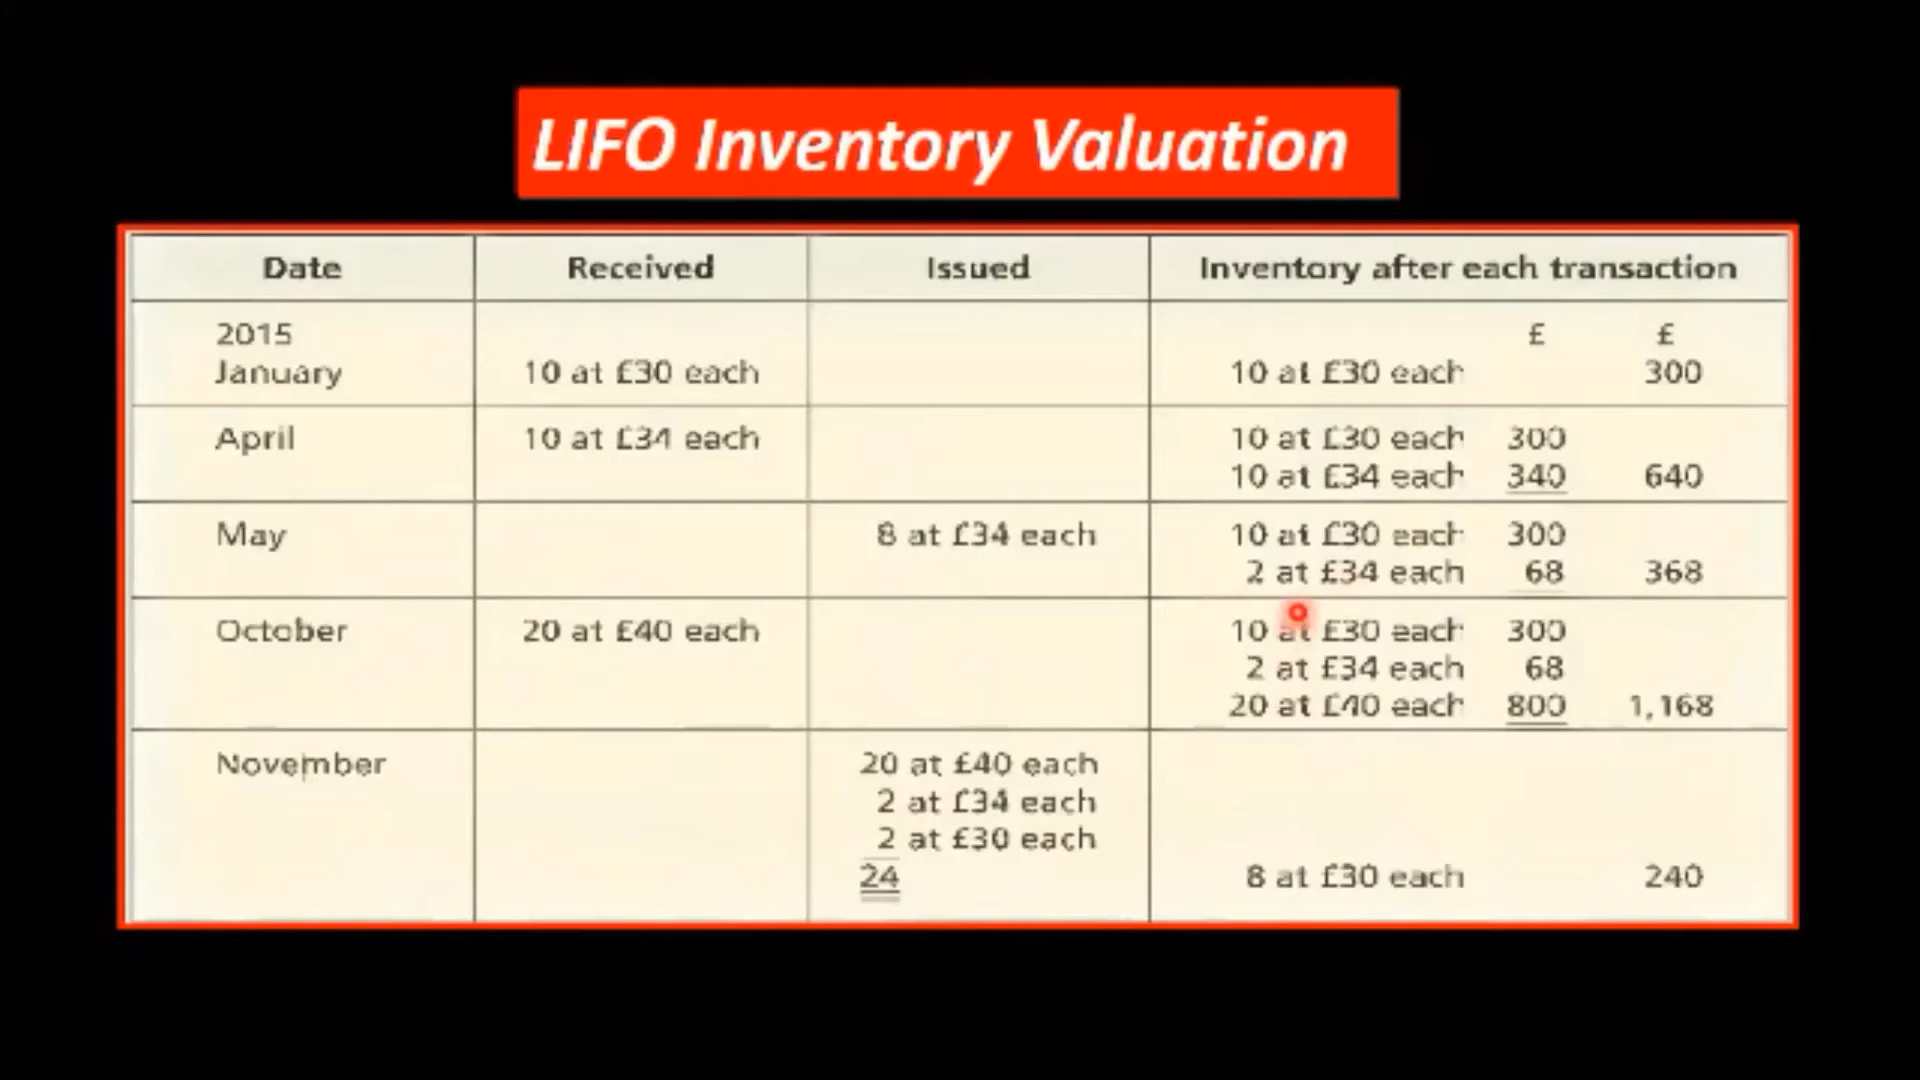 LIFO Inventory Valuation
Date Received Issued Inventory after each transaction
2015 £ £
January 10 at £30 each 10 at £30 each 300
April 10 at £34 each 10 at £30 each 300
10 at £34 each 340 640
May 8 at £34 each 10 at £30 each 300
2 at £34 each 68 368
October 20 at £40 each 10 at £30 each 300
2 at £34 each 68
20 at £40 each 800 1,168
November 20 at £40 each
2 at £34 each
2 at £30 each
24 8 at £30 each 240